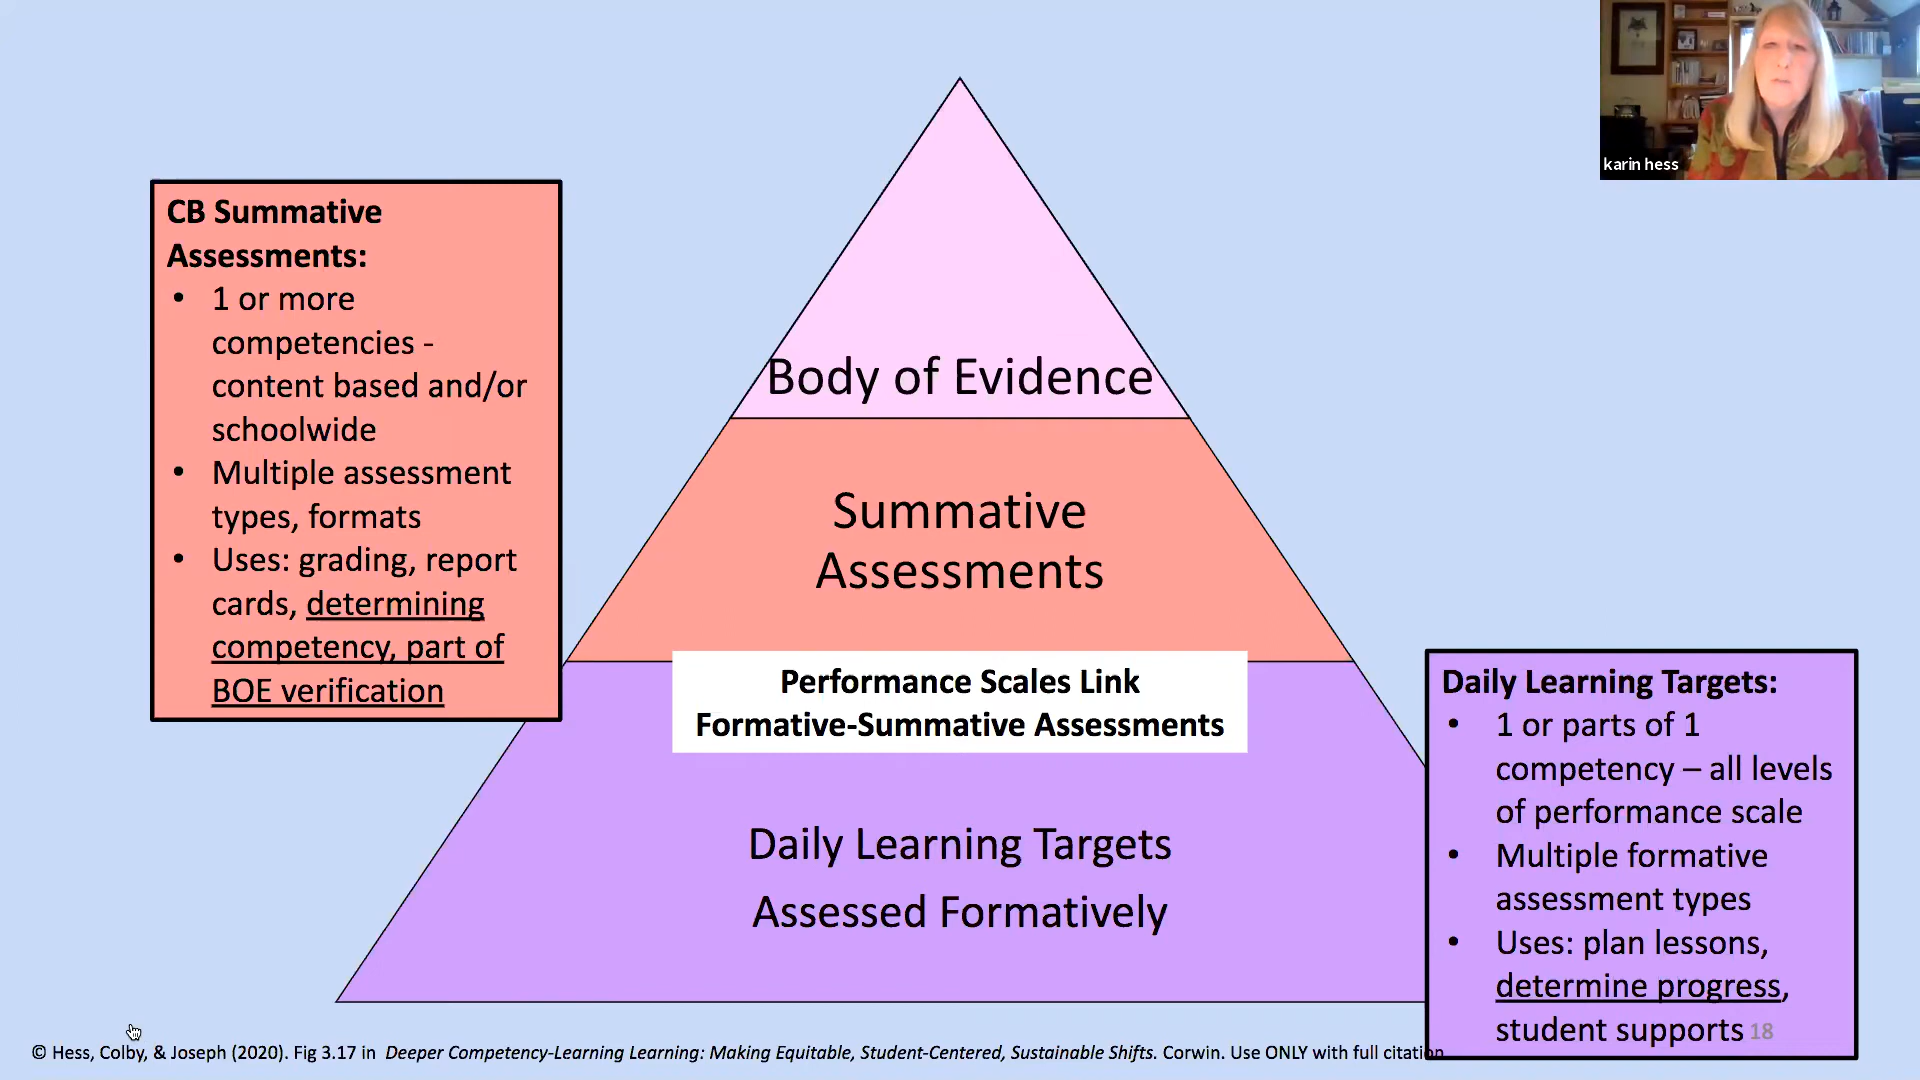 karin hess
CB Summative
Assessments:
• 1 or more
competencies -
content based and/or
schoolwide
• Multiple assessment
types, formats
• Uses: grading, report
cards, determining
competency, part of
BOE verification
Body of Evidence
Summative
Assessments
Performance Scales Link
Formative-Summative Assessments
Daily Learning Targets
Assessed Formatively
Daily Learning Targets:
• 1 or parts of 1
competency – all levels
of performance scale
• Multiple formative
assessment types
• Uses: plan lessons,
determine progress,
student supports
18
© Hess, Colby, & Joseph (2020). Fig 3.17 in Deeper Competency-Learning Learning: Making Equitable, Student-Centered, Sustainable Shifts. Corwin. Use ONLY with full citation